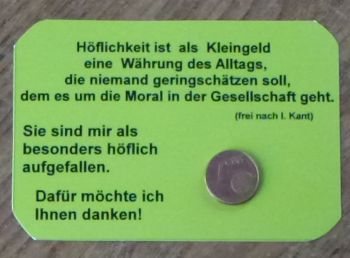 Höflichkeit ist als Kleingeld
eine Währung des Alltags,
die niemand geringschätzen soll,
dem es um die Moral in der Gesellschaft geht.
(frei nach I. Kant)
Sie sind mir als
besonders höflich
aufgefallen.
Dafür möchte ich
Ihnen danken!